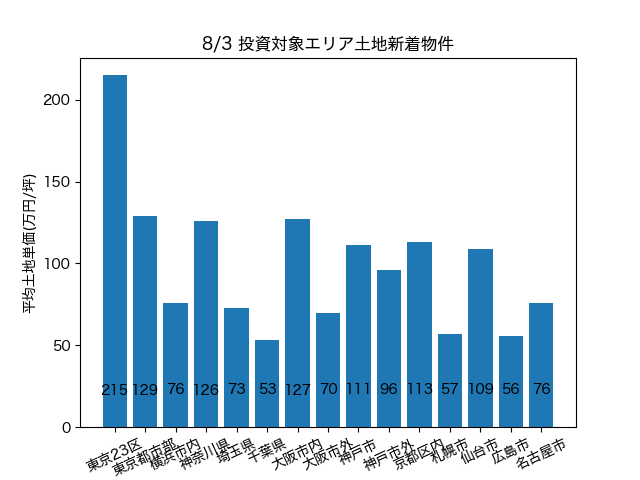 8/3 投資対象エリア土地新着物件
平均土地単価(万円/坪)
200
150
100
50
0
215 129 76 126 73 53 127 70 111 96 113 57 109 56 76
東京23区
東京都市部
横浜市内
神奈川県
埼玉県
千葉県
大阪市内
大阪市外
神戸市
神戸市外
京都区内
札幌市
仙台市
広島市
名古屋市